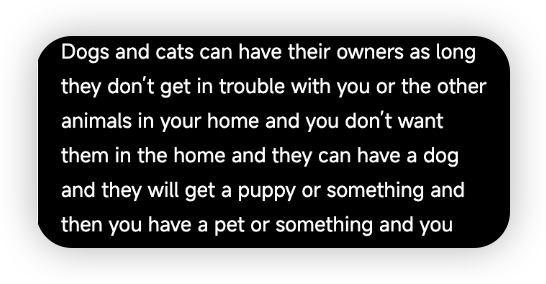 Dogs and cats can have their owners as long
they don't get in trouble with you or the other
animals in your home and you don't want
them in the home and they can have a dog
and they will get a puppy or something and
then you have a pet or something and you